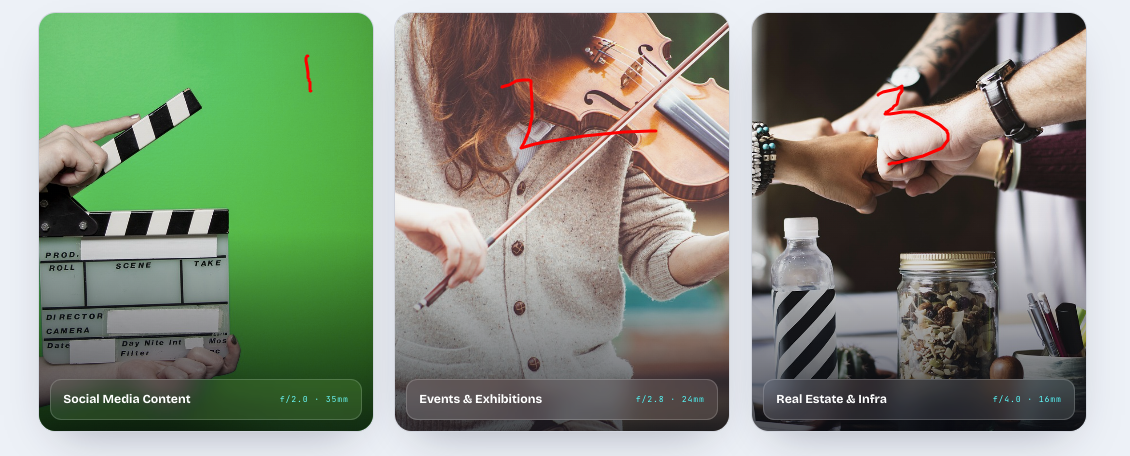 1
2
3
PROD.
ROLL SCENE TAKE
DIRECTOR
CAMERA
Date Day Nite Int Mos
Filter
Social Media Content f/2.0 · 35mm
Events & Exhibitions f/2.8 · 24mm
Real Estate & Infra f/4.0 · 16mm